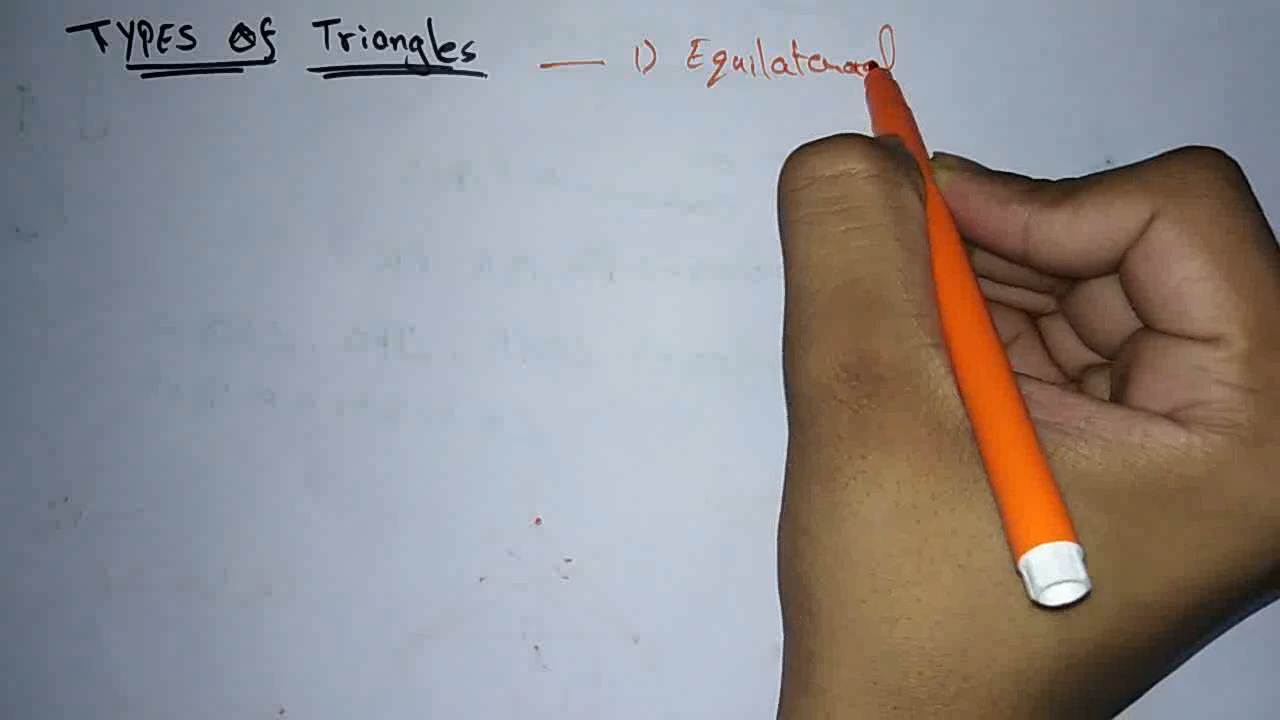 TYPES Of Triangles — 1) Equilateral